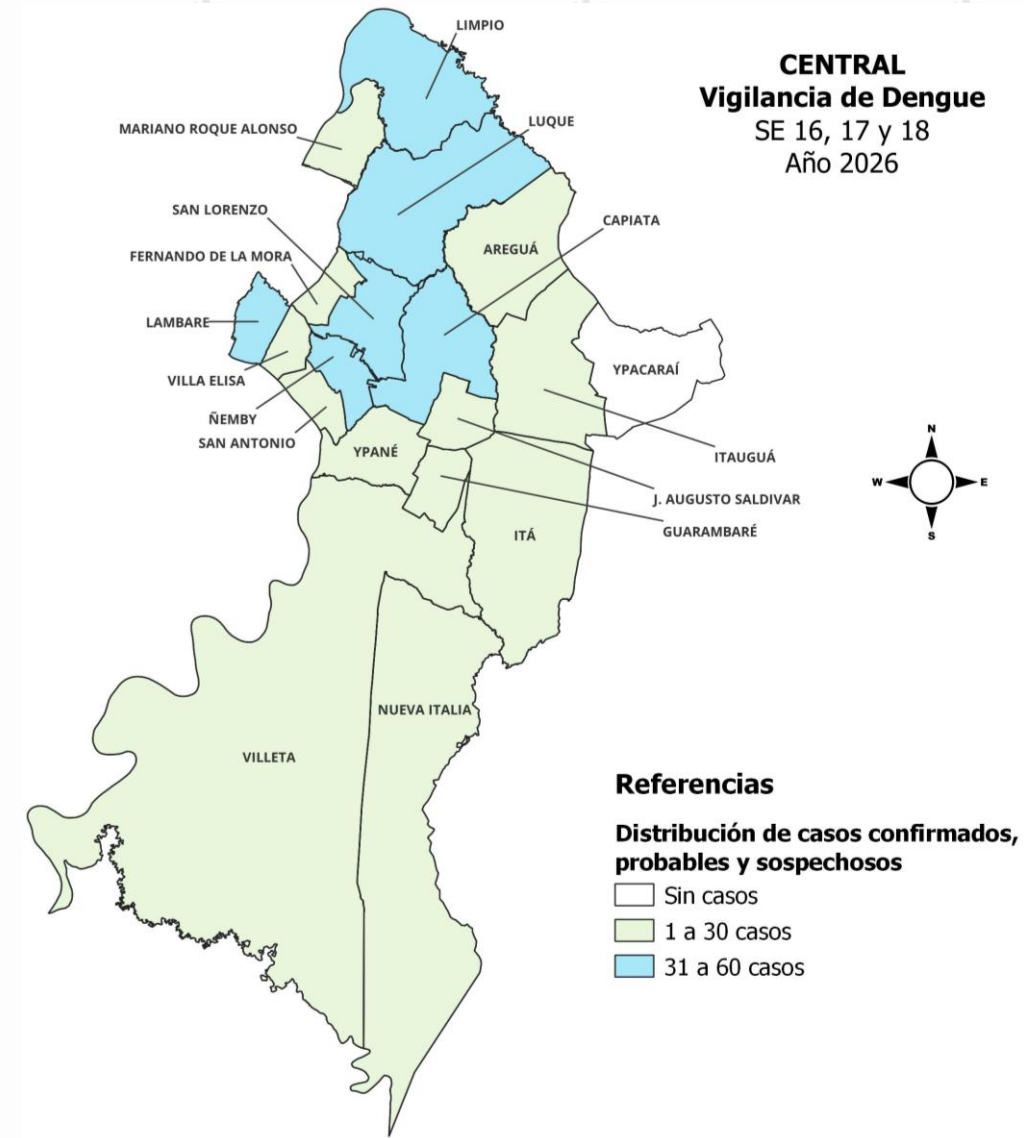 CENTRAL
Vigilancia de Dengue
SE 16, 17 y 18
Año 2026
LIMPIO
LUQUE
MARIANO ROQUE ALONSO
SAN LORENZO
CAPIATA
AREGUÁ
FERNANDO DE LA MORA
LAMBARE
YPACARAÍ
VILLA ELISA
ÑEMBY
SAN ANTONIO
YPANÉ
ITAUGUÁ
J. AUGUSTO SALDIVAR
GUARAMBARÉ
ITÁ
N
W
E
S
NUEVA ITALIA
VILLETA
Referencias
Distribución de casos confirmados,
probables y sospechosos
Sin casos
1 a 30 casos
31 a 60 casos